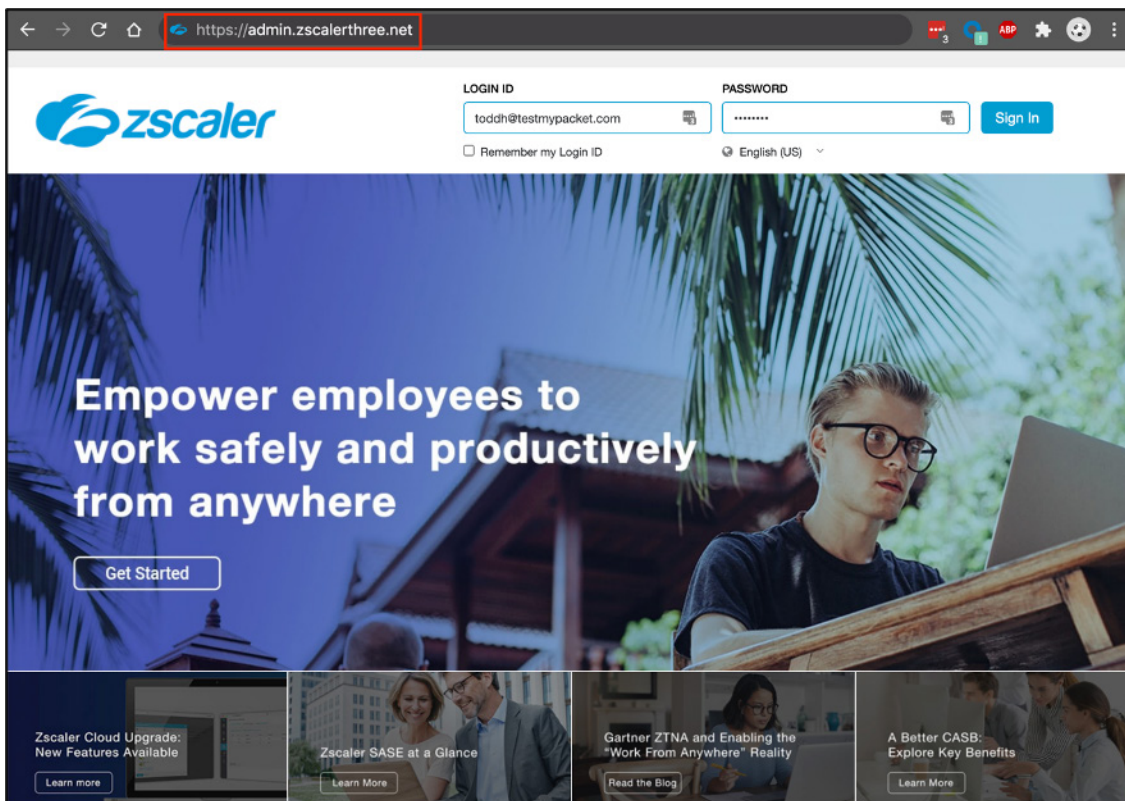 https://admin.zscalerthree.net
3
1
ABP
LOGIN ID
PASSWORD
zscaler
toddh@testmypacket.com
········
Sign In
Remember my Login ID
English (US)
Empower employees to
work safely and productively
from anywhere
Get Started
Zscaler Cloud Upgrade:
New Features Available
Learn more
Zscaler SASE at a Glance
Learn More
Gartner ZTNA and Enabling the
“Work From Anywhere” Reality
Read the Blog
A Better CASB:
Explore Key Benefits
Learn More